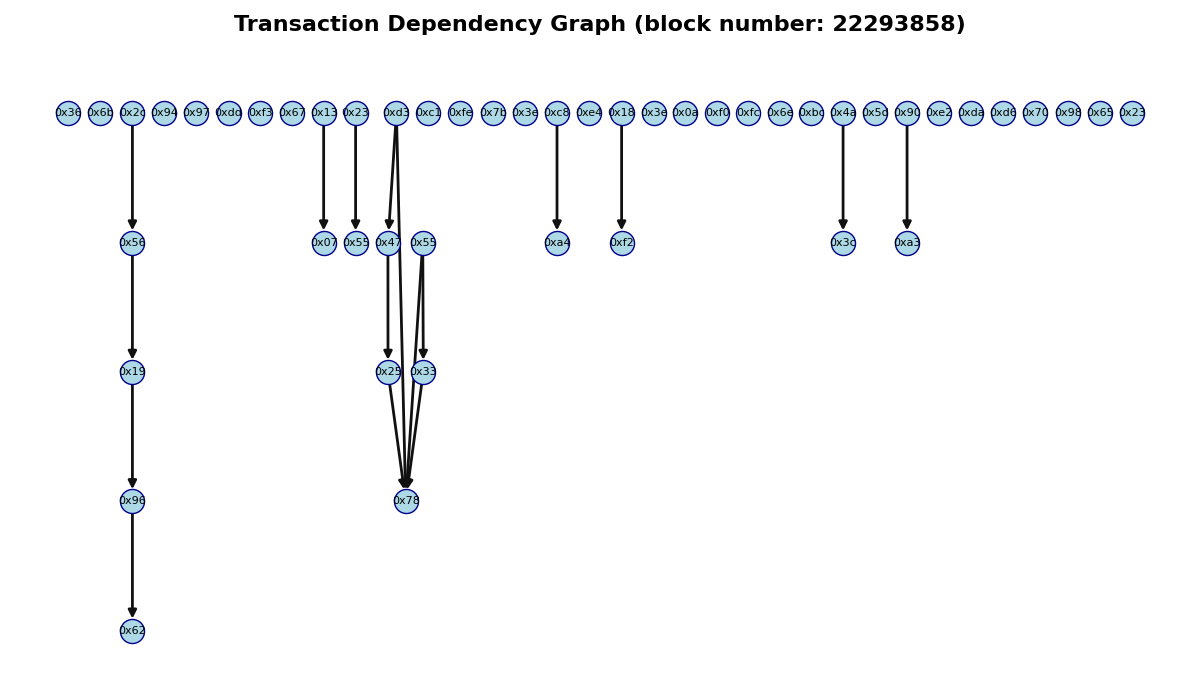 Transaction Dependency Graph (block number: 22293858)
0x36 0x6b 0x2c 0x94 0x97 0xdd 0xf3 0x67 0x13 0x23 0xd3 0xc1 0xfe 0x7b 0x3e 0xc8 0xe4 0x18 0x3e 0x0a 0xf0 0xfc 0x6e 0xbc 0x4a 0x5d 0x90 0xe2 0xda 0xd6 0x70 0x98 0x65 0x23
0x56 0x07 0x55 0x47 0x55 0xa4 0xf2 0x3c 0xa3
0x19 0x25 0x33
0x96 0x78
0x62